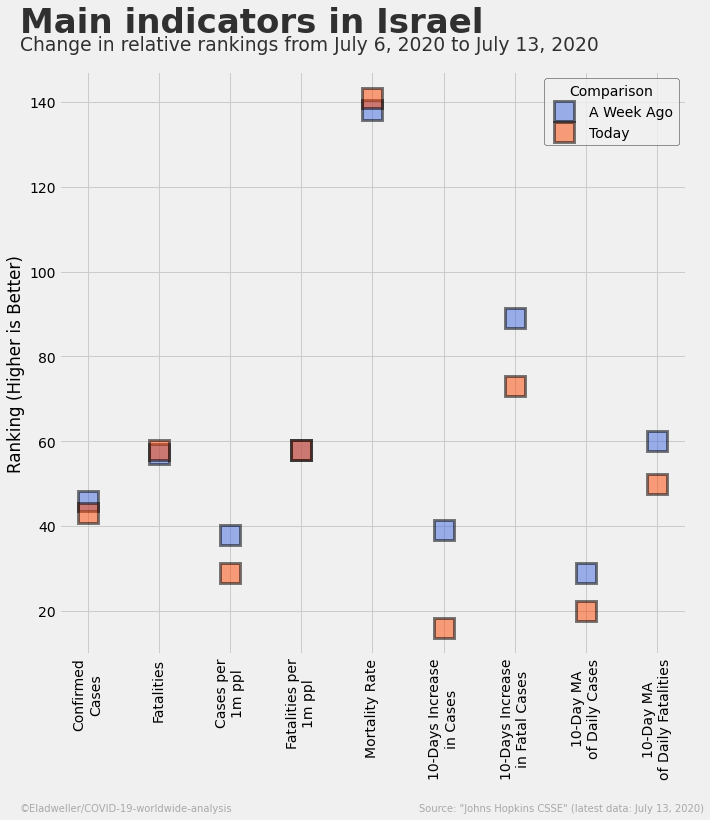 Main indicators in Israel
Change in relative rankings from July 6, 2020 to July 13, 2020
Comparison
A Week Ago
Today
Ranking (Higher is Better)
140
120
100
80
60
40
20
Confirmed
Cases
Fatalities
Cases per
1m ppl
Fatalities per
1m ppl
Mortality Rate
10-Days Increase
in Cases
10-Days Increase
in Fatal Cases
10-Day MA
of Daily Cases
10-Day MA
of Daily Fatalities
©Eladweller/COVID-19-worldwide-analysis
Source: "Johns Hopkins CSSE" (latest data: July 13, 2020)